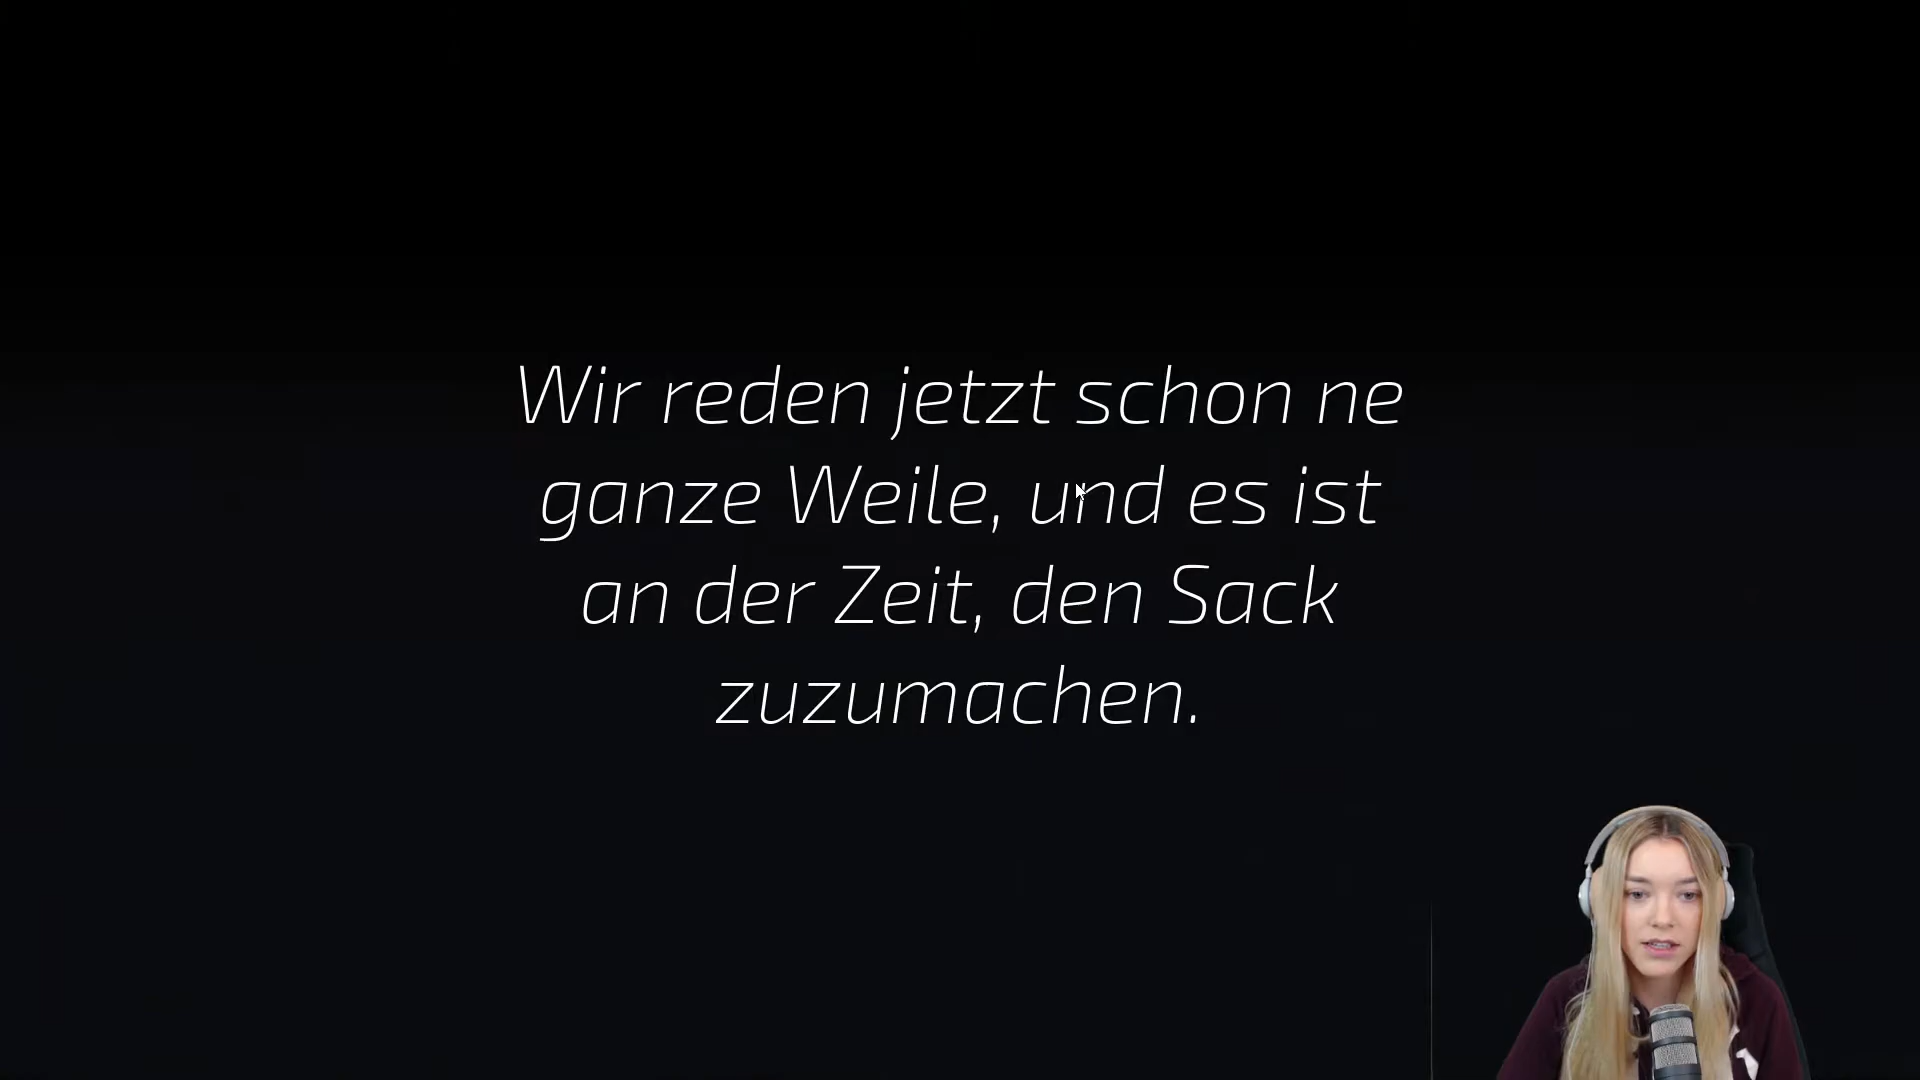 Wir reden jetzt schon ne
ganze Weile, und es ist
an der Zeit, den Sack
zuzumachen.